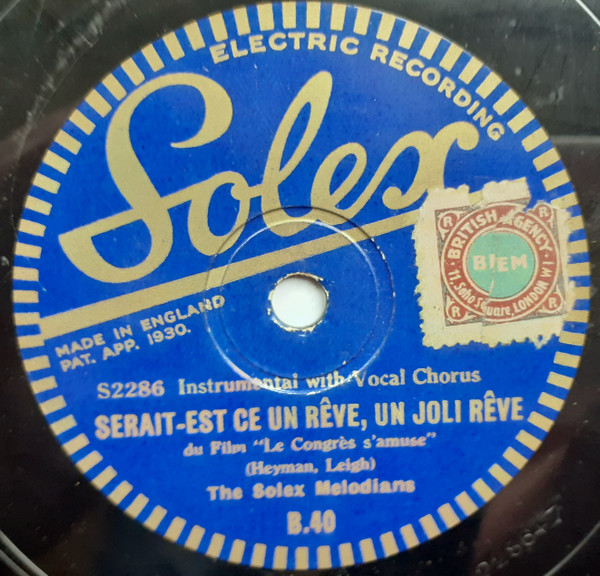 ELECTRIC RECORDING
Solex
MADE IN ENGLAND
PAT. APP. 1930.
BRITISH AGENCY
BIEM
11, Soho Square, LONDON W.
R
R
R
R
S2286 Instrumental with Vocal Chorus
SERAIT-EST CE UN RÊVE, UN JOLI RÊVE
du Film "Le Congrès s'amuse"
(Heyman, Leigh)
The Solex Melodians
B.40